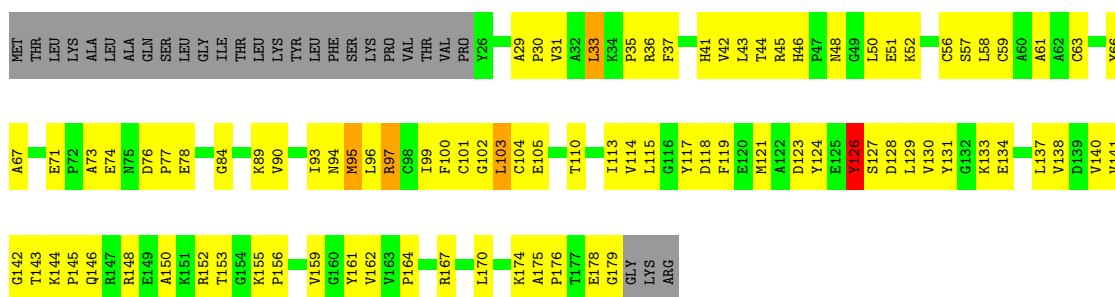 MET THR LEU LYS ALA LEU ALA GLN SER LEU GLY ILE THR LEU LYS TYR LEU PHE SER LYS PRO VAL THR VAL PRO Y26 A29 P30 V31 A32 L33 K34 P35 R36 F37 H41 V42 L43 T44 R45 H46 P47 N48 G49 L50 E51 K52 C56 S57 L58 C59 A60 A61 A62 C63 Y66
A67 E71 P72 A73 E74 N75 D76 P77 E78 G84 K89 V90 I93 N94 M95 L96 R97 C98 I99 F100 C101 G102 L103 C104 E105 T110 I113 V114 L115 G116 Y117 D118 F119 E120 M121 A122 D123 Y124 E125 Y126 S127 D128 L129 V130 Y131 G132 K133 E134 L137 V138 D139 V140 V141
G142 T143 K144 P145 Q146 R147 R148 E149 A150 K151 R152 T153 G154 K155 P156 V159 G160 Y161 V162 V163 P164 R167 L170 K174 A175 P176 T177 E178 G179 GLY LYS ARG